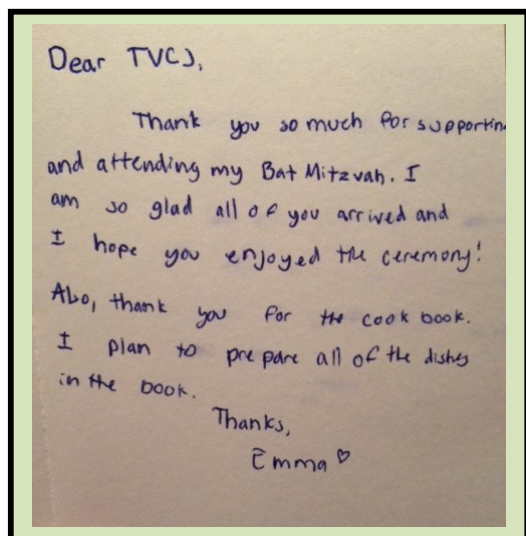 Dear TVCJ,
Thank you so much for supportin
and attending my Bat Mitzvah. I
am so glad all of you arrived and
I hope you enjoyed the ceremony!
Also, thank you for the cook book.
I plan to prepare all of the dishes
in the book.
Thanks,
Emma ♡